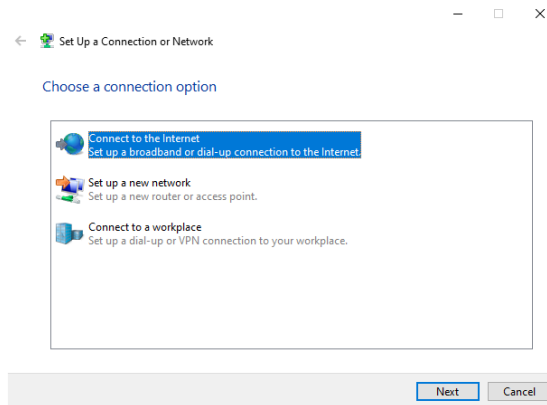 Set Up a Connection or Network
Choose a connection option
Connect to the Internet
Set up a broadband or dial-up connection to the Internet.
Set up a new network
Set up a new router or access point.
Connect to a workplace
Set up a dial-up or VPN connection to your workplace.
Next Cancel